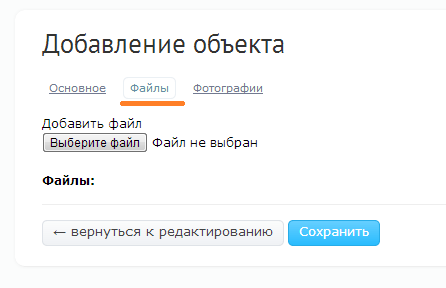 Добавление объекта
Основное Файлы Фотографии
Добавить файл
Выберите файл Файл не выбран
Файлы:
← вернуться к редактированию Сохранить